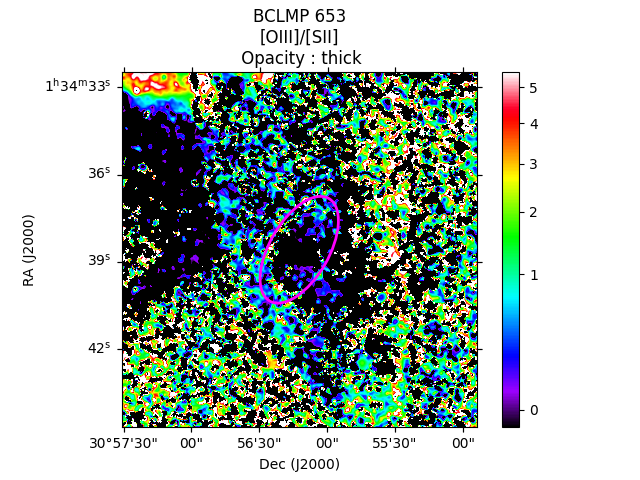 BCLMP 653
[OIII]/[SII]
Opacity : thick
1ʰ34ᵐ33ˢ
36ˢ
39ˢ
42ˢ
RA (J2000)
30°57'30" 00" 56'30" 00" 55'30" 00"
Dec (J2000)
5
4
3
2
1
0